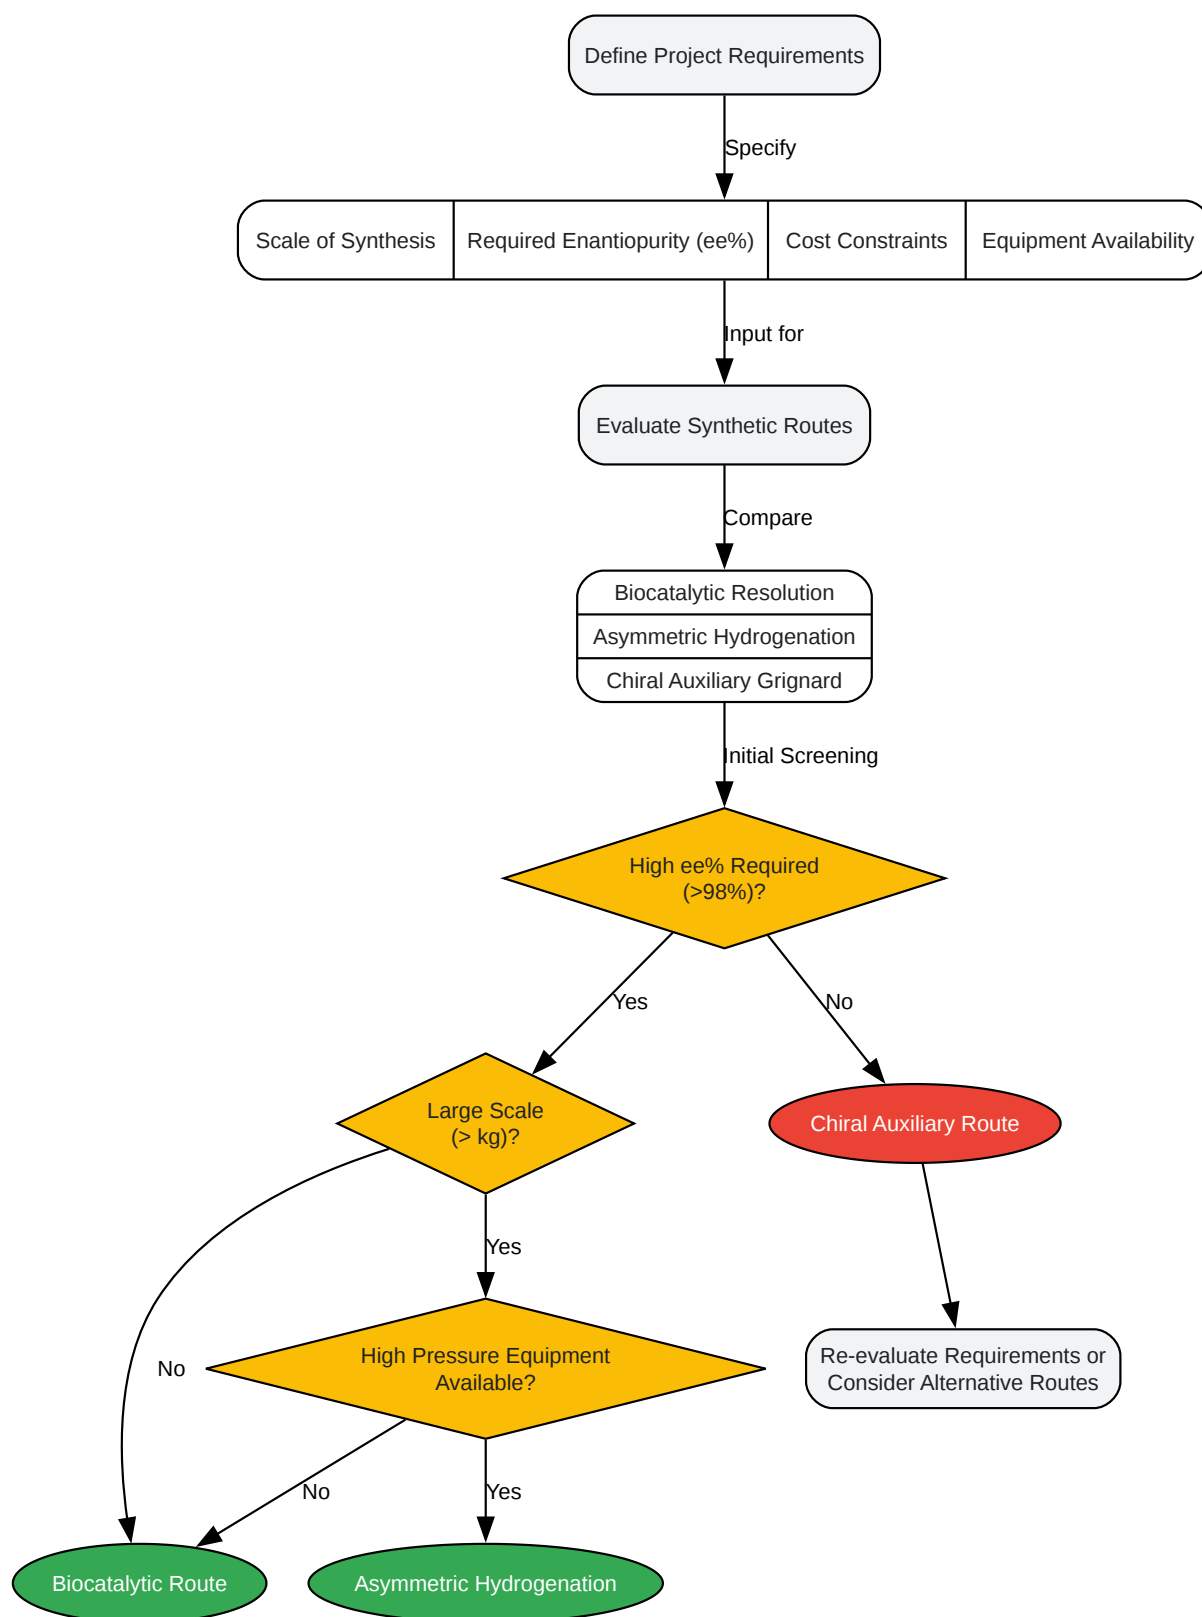 Define Project Requirements
Specify
Scale of Synthesis
Required Enantiopurity (ee%)
Cost Constraints
Equipment Availability
Input for
Evaluate Synthetic Routes
Compare
Biocatalytic Resolution
Asymmetric Hydrogenation
Chiral Auxiliary Grignard
Initial Screening
High ee% Required
(>98%)?
Yes
No
Large Scale
(> kg)?
Chiral Auxiliary Route
Yes
No
High Pressure Equipment
Available?
Re-evaluate Requirements or
Consider Alternative Routes
No
Yes
Biocatalytic Route
Asymmetric Hydrogenation